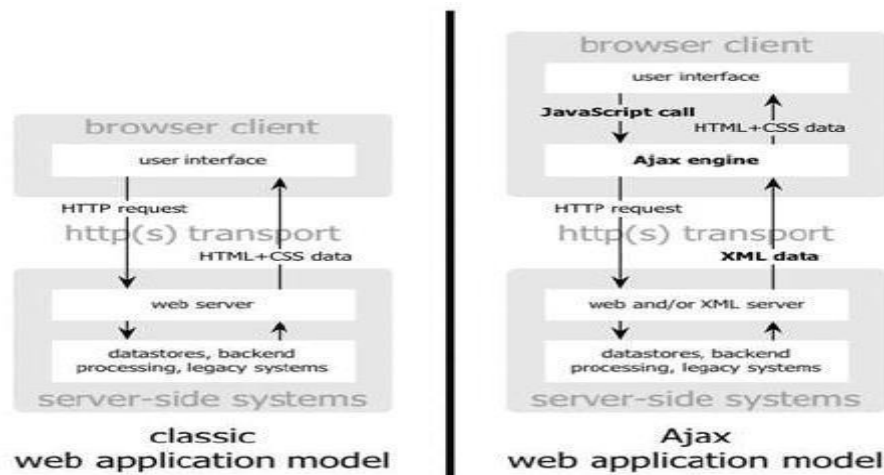 browser client
user interface
HTTP request
http(s) transport
HTML+CSS data
web server
datastores, backend
processing, legacy systems
server-side systems
classic
web application model
browser client
user interface
JavaScript call
HTML+CSS data
Ajax engine
HTTP request
http(s) transport
XML data
web and/or XML server
datastores, backend
processing, legacy systems
server-side systems
Ajax
web application model